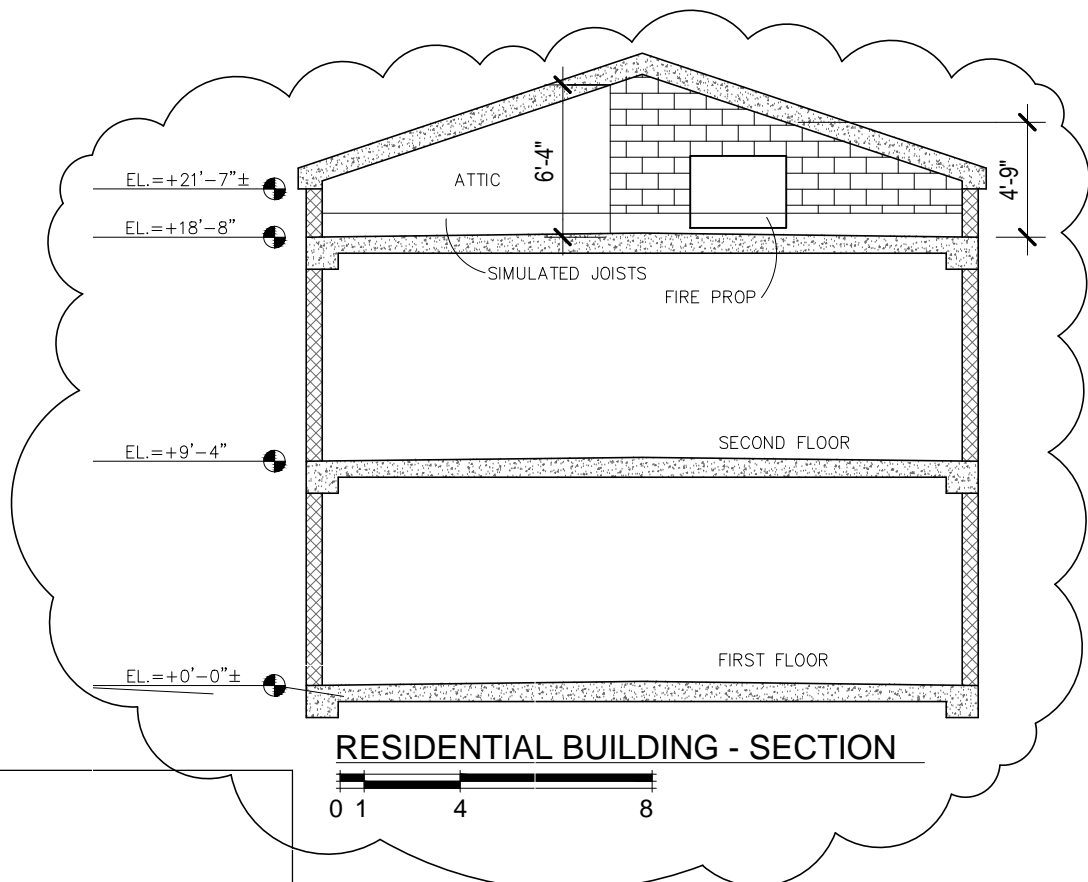 EL.=+21'-7"±
EL.=+18'-8"
ATTIC
6'-4"
4'-9"
SIMULATED JOISTS
FIRE PROP
EL.=+9'-4"
SECOND FLOOR
EL.=+0'-0"±
FIRST FLOOR
RESIDENTIAL BUILDING - SECTION
0 1 4 8